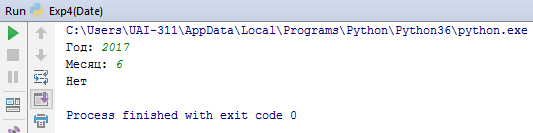 Run Exp4(Date)
C:\Users\UAI-311\AppData\Local\Programs\Python\Python36\python.exe
Год: 2017
Месяц: 6
Нет
Process finished with exit code 0